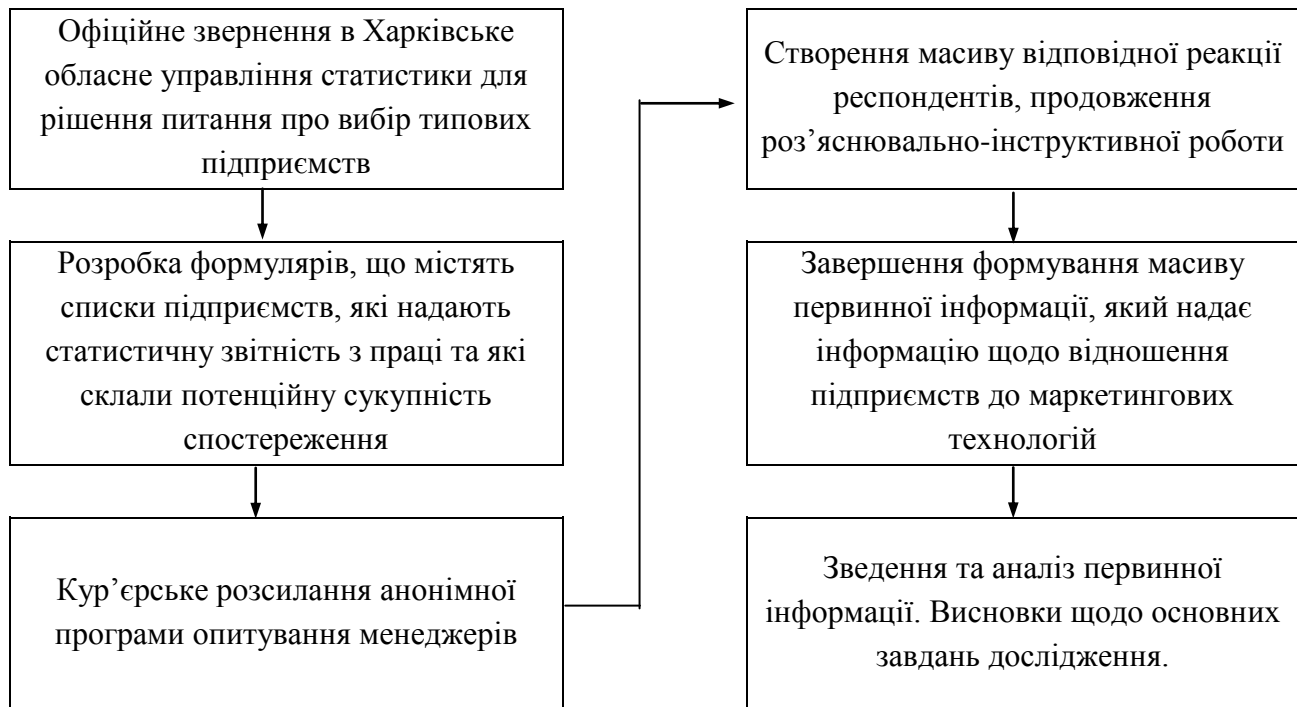 Офіційне звернення в Харківське
обласне управління статистики для
рішення питання про вибір типових
підприємств
Розробка формулярів, що містять
списки підприємств, які надають
статистичну звітність з праці та які
склали потенційну сукупність
спостереження
Кур’єрське розсилання анонімної
програми опитування менеджерів
Створення масиву відповідної реакції
респондентів, продовження
роз’яснювально-інструктивної роботи
Завершення формування масиву
первинної інформації, який надає
інформацію щодо відношення
підприємств до маркетингових
технологій
Зведення та аналіз первинної
інформації. Висновки щодо основних
завдань дослідження.